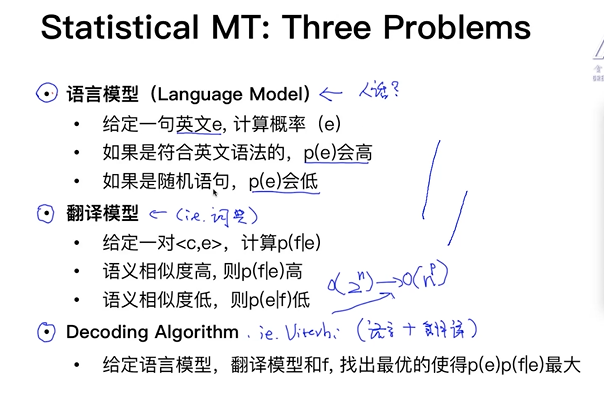 Statistical MT: Three Problems
语言模型（Language Model） ← 人话?
给定一句英文e, 计算概率（e）
如果是符合英文语法的，p(e)会高
如果是随机语句，p(e)会低
翻译模型 ← (i.e. 词典)
给定一对<c,e>，计算p(f|e)
语义相似度高, 则p(f|e)高
语义相似度低，则p(e|f)低
O(2ⁿ) → O(nᵖ)
Decoding Algorithm . ie. Viterbi (语言+翻译)
给定语言模型，翻译模型和f, 找出最优的使得p(e)p(f|e)最大